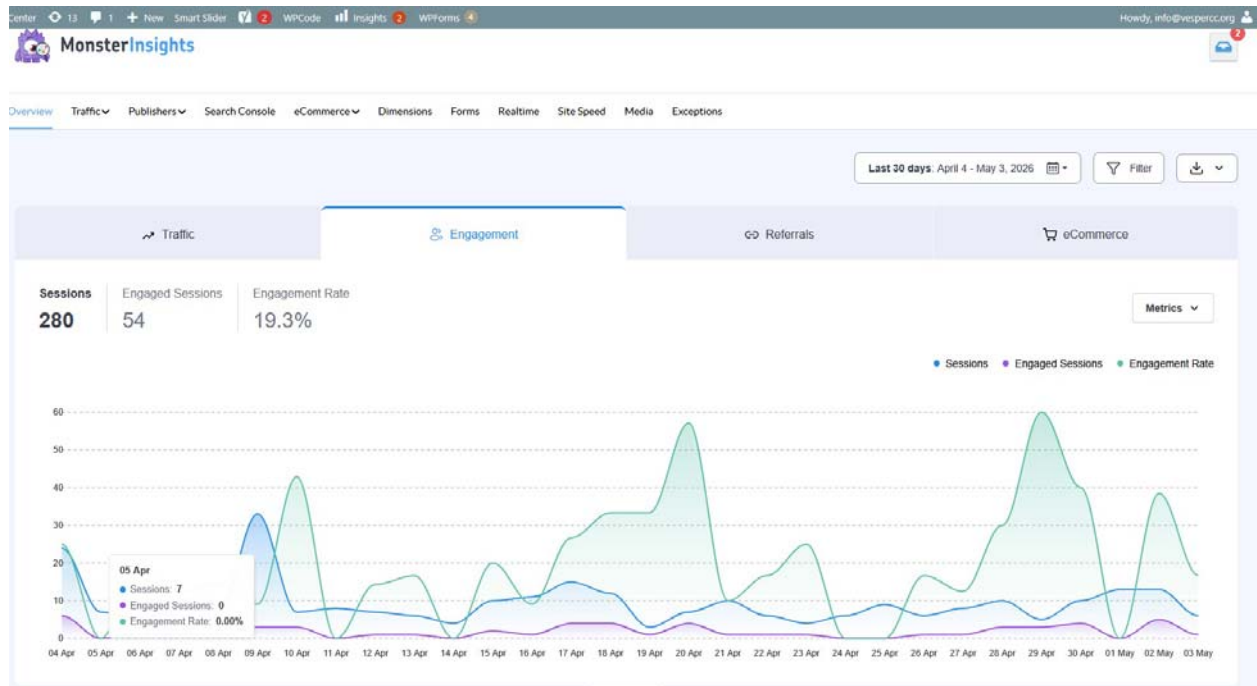 Center 13 1 + New Smart Slider 2 WPCode Insights 2 WPForms 4 Howdy, info@vespercc.org
MonsterInsights
2
Overview Traffic Publishers Search Console eCommerce Dimensions Forms Realtime Site Speed Media Exceptions
Last 30 days: April 4 - May 3, 2026 Filter
Traffic Engagement Referrals eCommerce
Sessions Engaged Sessions Engagement Rate
280 54 19.3%
Metrics
Sessions Engaged Sessions Engagement Rate
60
50
40
30
20
10
0
05 Apr
Sessions: 7
Engaged Sessions: 0
Engagement Rate: 0.00%
04 Apr 05 Apr 06 Apr 07 Apr 08 Apr 09 Apr 10 Apr 11 Apr 12 Apr 13 Apr 14 Apr 15 Apr 16 Apr 17 Apr 18 Apr 19 Apr 20 Apr 21 Apr 22 Apr 23 Apr 24 Apr 25 Apr 26 Apr 27 Apr 28 Apr 29 Apr 30 Apr 01 May 02 May 03 May